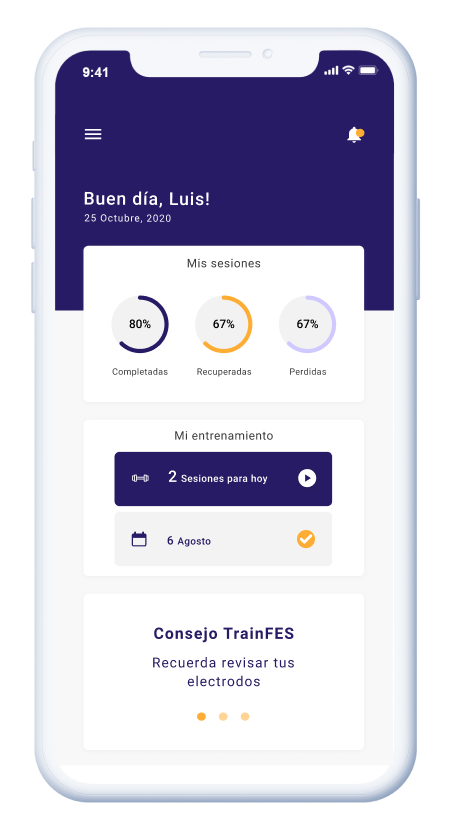 9:41
Buen día, Luis!
25 Octubre, 2020
Mis sesiones
80% 67% 67%
Completadas Recuperadas Perdidas
Mi entrenamiento
2 Sesiones para hoy
6 Agosto
Consejo TrainFES
Recuerda revisar tus
electrodos